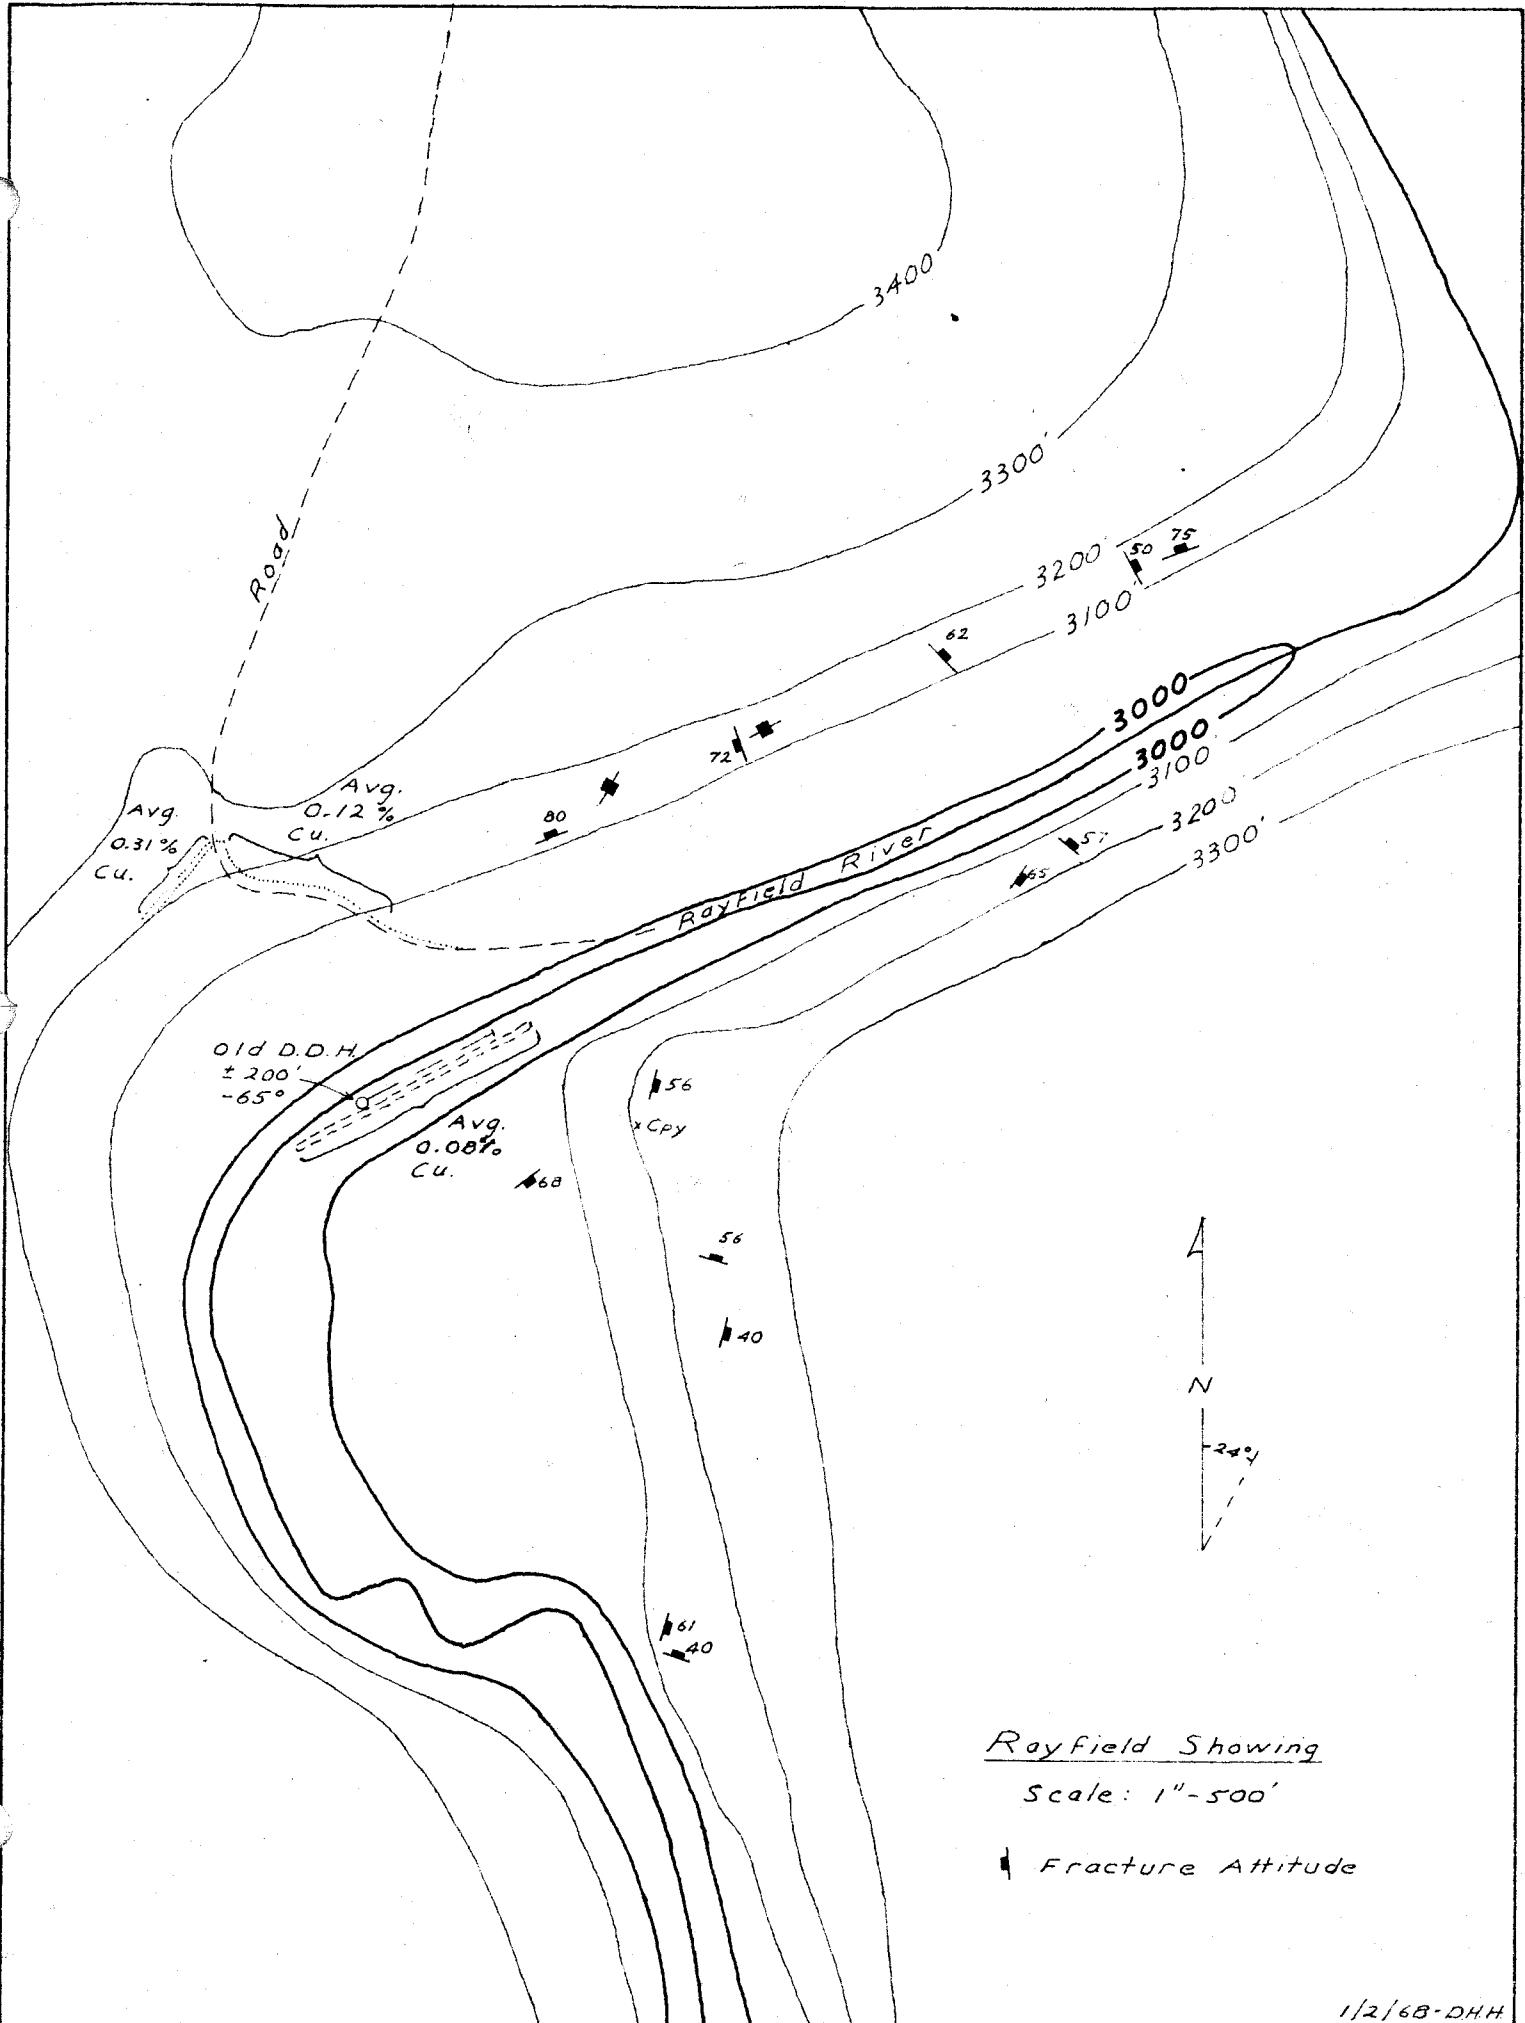 3400
3300'
Road
50
75
3200'
3100'
62
3000
3000
3100
72
Avg.
0.12%
Cu.
Avg.
0.31%
Cu.
80
3200
3300'
57
65
Rayfield River
Old D.D.H.
± 200'
-65°
56
xCpy
Avg.
0.08%
Cu.
68
56
40
N
24°
61
40
Rayfield Showing
Scale: 1"-500'
Fracture Attitude
1/2/68-DHH